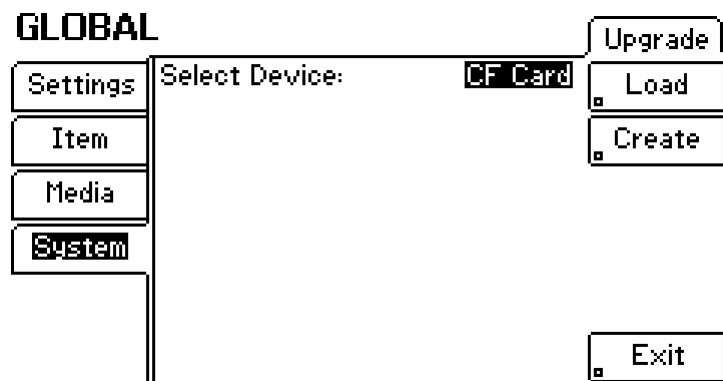 GLOBAL
Upgrade
Settings
Select Device: CF Card
Load
Item
Create
Media
System
Exit